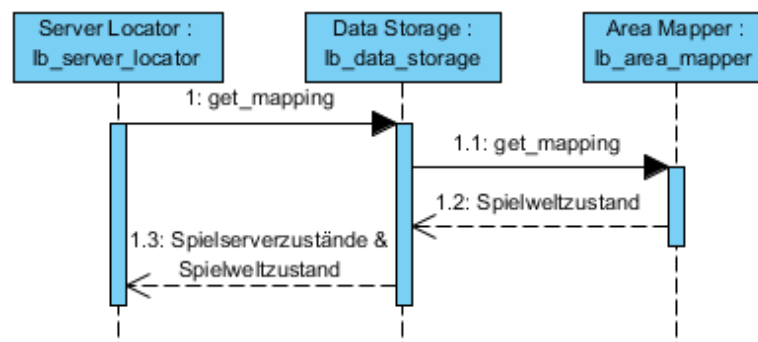 Server Locator :
lb_server_locator
Data Storage :
lb_data_storage
Area Mapper :
lb_area_mapper
1: get_mapping
1.1: get_mapping
1.2: Spielweltzustand
1.3: Spielserverzustände &
Spielweltzustand